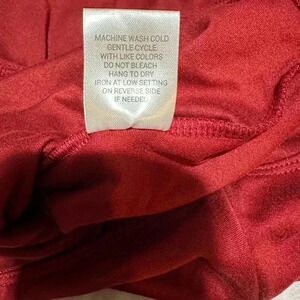 MACHINE WASH COLD
GENTLE CYCLE
WITH LIKE COLORS
DO NOT BLEACH
HANG TO DRY
IRON AT LOW SETTING
ON REVERSE SIDE
IF NEEDED